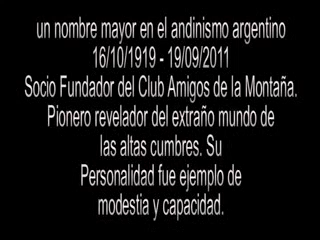 un nombre mayor en el andinismo argentino
16/10/1919 - 19/09/2011
Socio Fundador del Club Amigos de la Montaña.
Pionero revelador del extraño mundo de
las altas cumbres. Su
Personalidad fue ejemplo de
modestia y capacidad.